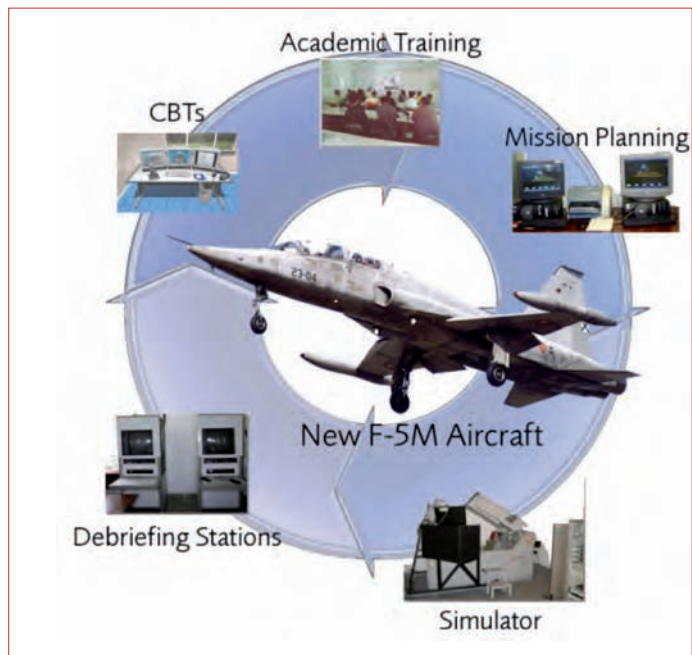 Academic Training
CBTs
Mission Planning
23-04
New F-5M Aircraft
Debriefing Stations
Simulator